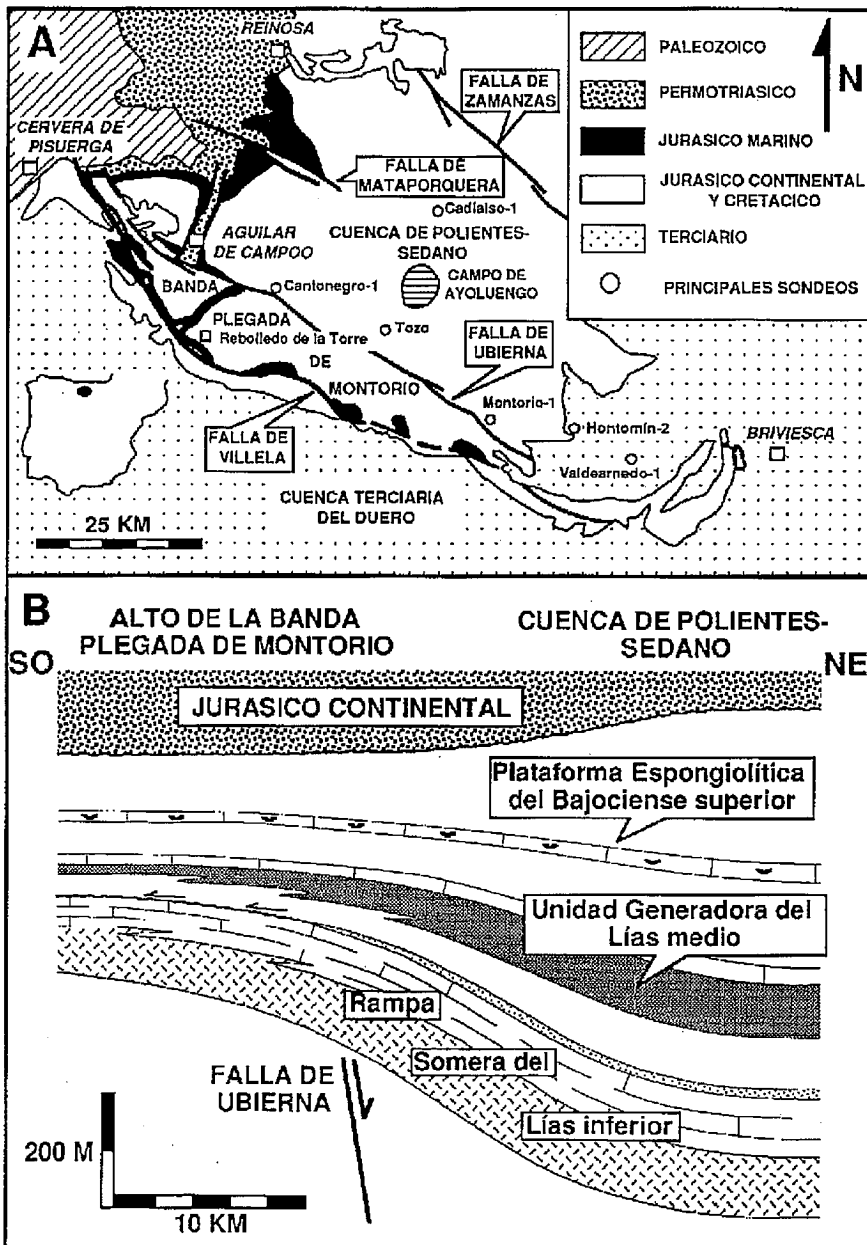 A
REINOSA
CERVERA DE
PISUERGA
FALLA DE
ZAMANZAS
FALLA DE
MATAPORQUERA
Cadialso-1
AGUILAR
DE CAMPOO
CUENCA DE POLIENTES-
SEDANO
CAMPO DE
AYOLUENGO
BANDA
Cantonegro-1
PLEGADA
Rebolledo de la Torre
Tozo
DE
FALLA DE
UBIERNA
MONTORIO
Montorio-1
FALLA DE
VILLELA
Hontomín-2
BRIVIESCA
Valdearnedo-1
CUENCA TERCIARIA
DEL DUERO
25 KM
PALEOZOICO
PERMOTRIASICO
JURASICO MARINO
JURASICO CONTINENTAL
Y CRETACICO
TERCIARIO
PRINCIPALES SONDEOS
N
B
ALTO DE LA BANDA
PLEGADA DE MONTORIO
CUENCA DE POLIENTES-
SEDANO
SO
NE
JURASICO CONTINENTAL
Plataforma Espongiolítica
del Bajociense superior
Unidad Generadora del
Lías medio
Rampa
Somera del
Lías inferior
FALLA DE
UBIERNA
200 M
10 KM